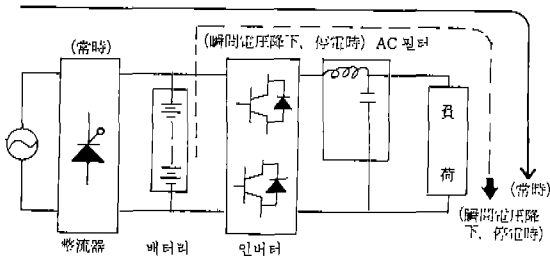 (常時)
(瞬間電圧降下、停電時)
AC 필터
負
荷
(常時)
(瞬間電圧降
下、停電時)
整流器
배터리
인버터